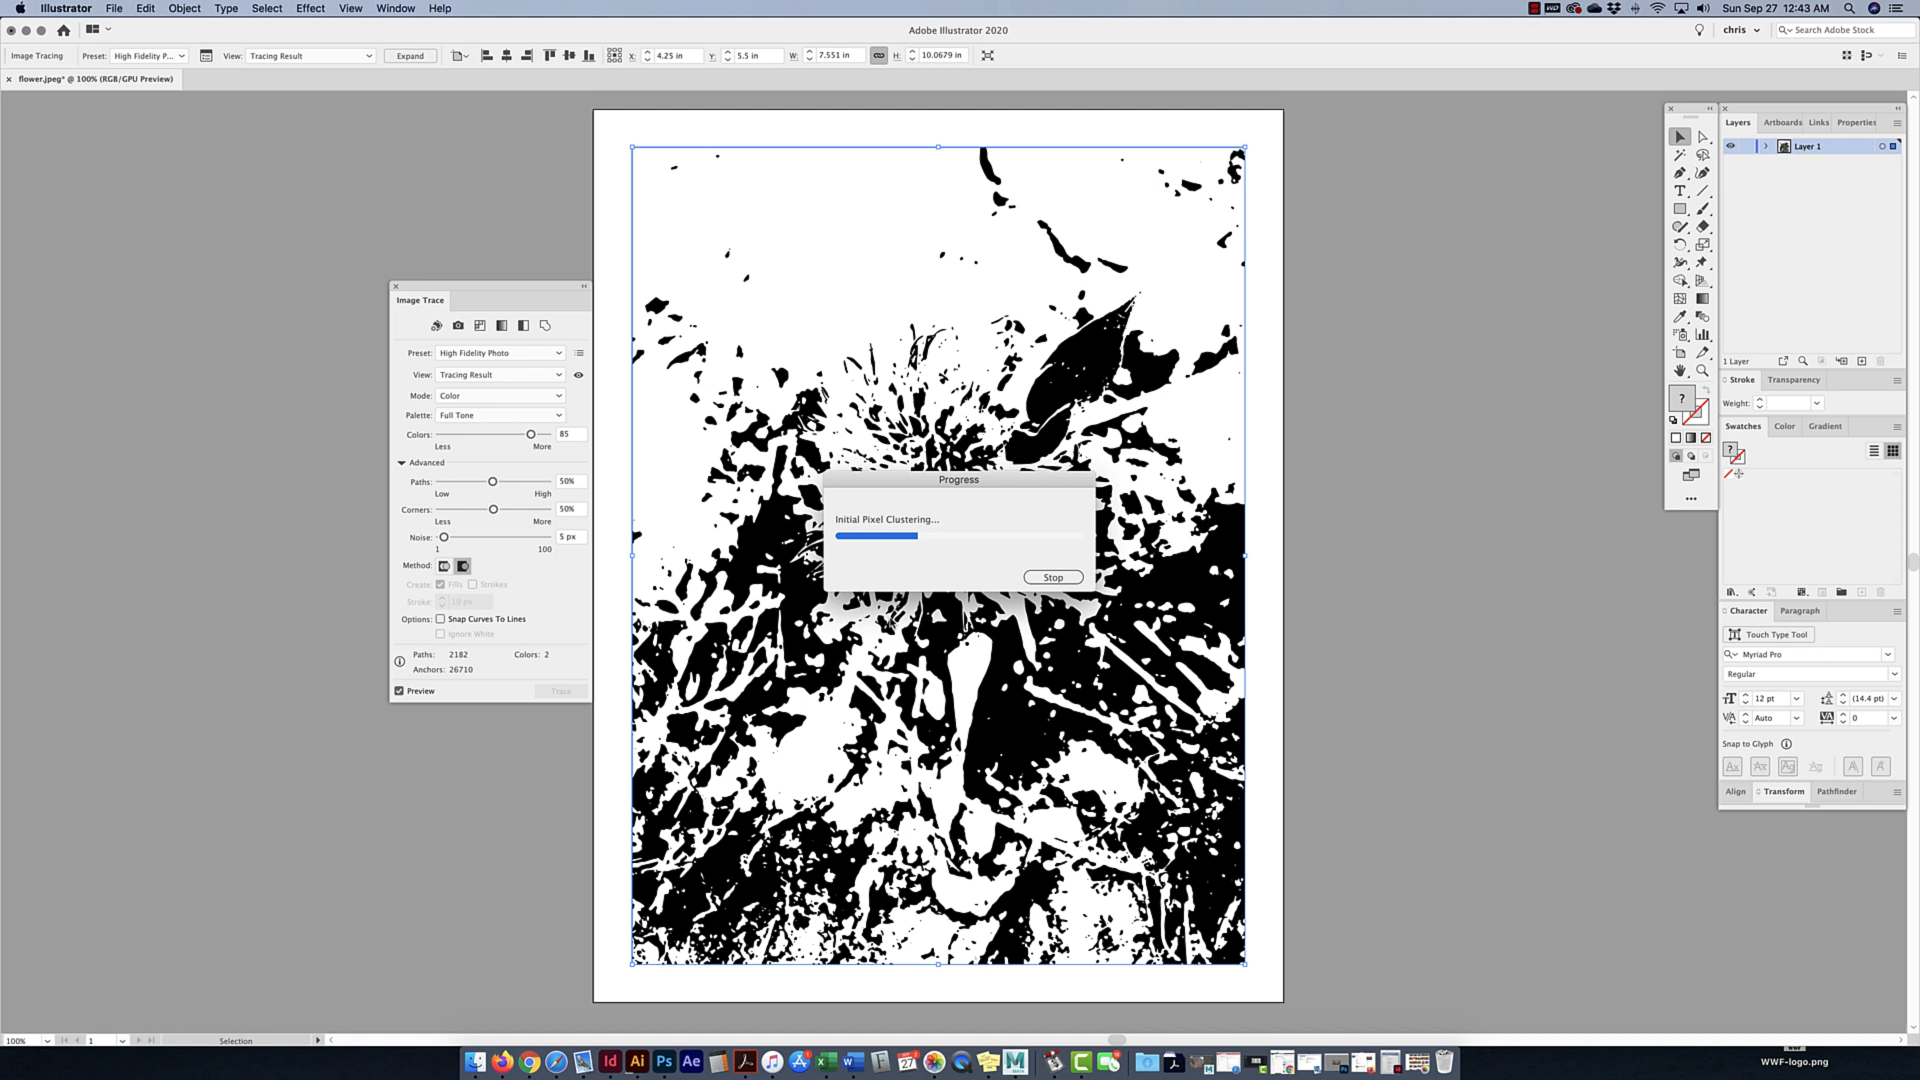 Illustrator File Edit Object Type Select Effect View Window Help
Sun Sep 27 12:43 AM
Adobe Illustrator 2020
chris
Search Adobe Stock
Image Tracing Preset: High Fidelity P... View: Tracing Result Expand X: 4.25 in Y: 5.5 in W: 7.551 in H: 10.0679 in
× flower.jpeg* @ 100% (RGB/GPU Preview)
Image Trace
Preset: High Fidelity Photo
View: Tracing Result
Mode: Color
Palette: Full Tone
Colors: 85
Less More
Advanced
Paths: 50%
Low High
Corners: 50%
Less More
Noise: 5 px
1 100
Method:
Create: Fills Strokes
Stroke: 10 px
Options: Snap Curves To Lines
Ignore White
Paths: 2182 Colors: 2
Anchors: 26710
Preview Trace
Progress
Initial Pixel Clustering...
Stop
Layers Artboards Links Properties
Layer 1
1 Layer
Stroke Transparency
Weight:
Swatches Color Gradient
Character Paragraph
Touch Type Tool
Myriad Pro
Regular
12 pt (14.4 pt)
Auto 0
Snap to Glyph
Align Transform Pathfinder
100% 1 Selection
Id Ai Ps Ae
WWF-logo.png